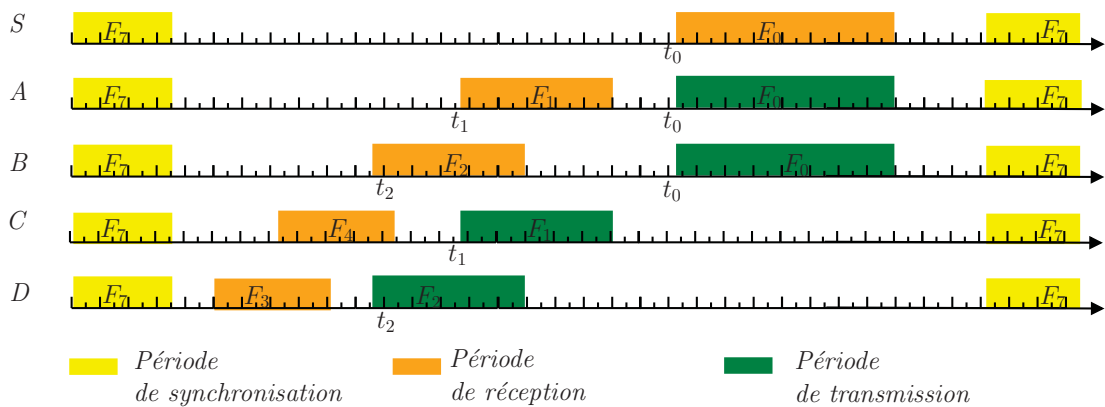 S F7 F0 F7
t0
A F7 F1 F0 F7
t1 t0
B F7 F2 F0 F7
t2 t0
C F7 F4 F1 F7
t1
D F7 F3 F2 F7
t2
Période
de synchronisation
Période
de réception
Période
de transmission